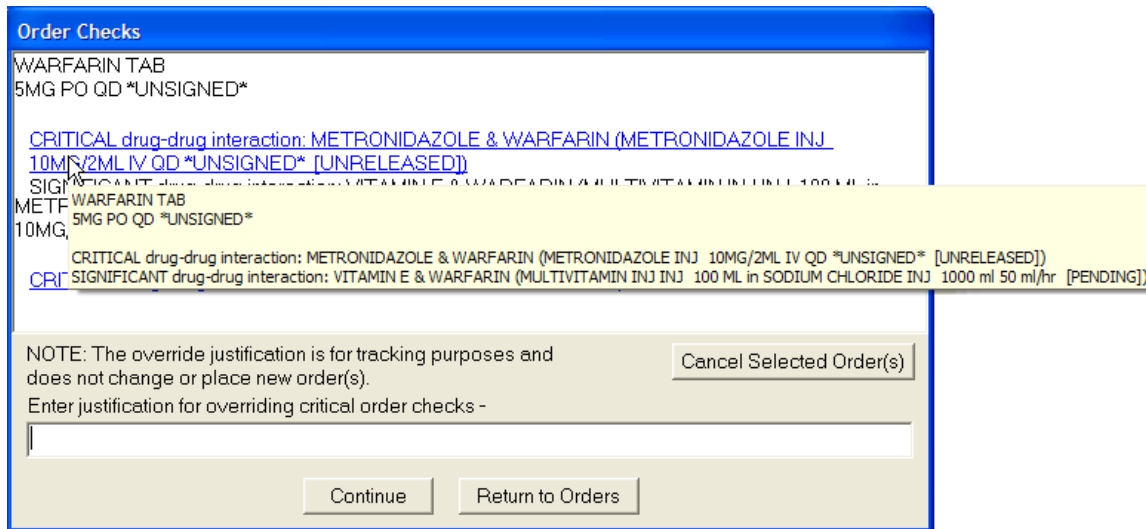 Order Checks
WARFARIN TAB
5MG PO QD *UNSIGNED*
CRITICAL drug-drug interaction: METRONIDAZOLE & WARFARIN (METRONIDAZOLE INJ
10MG/2ML IV QD *UNSIGNED* [UNRELEASED])
WARFARIN TAB
5MG PO QD *UNSIGNED*
CRITICAL drug-drug interaction: METRONIDAZOLE & WARFARIN (METRONIDAZOLE INJ 10MG/2ML IV QD *UNSIGNED* [UNRELEASED])
SIGNIFICANT drug-drug interaction: VITAMIN E & WARFARIN (MULTIVITAMIN INJ INJ 100 ML in SODIUM CHLORIDE INJ 1000 ml 50 ml/hr [PENDING])
10MG,
NOTE: The override justification is for tracking purposes and
does not change or place new order(s).
Cancel Selected Order(s)
Enter justification for overriding critical order checks -
Continue
Return to Orders